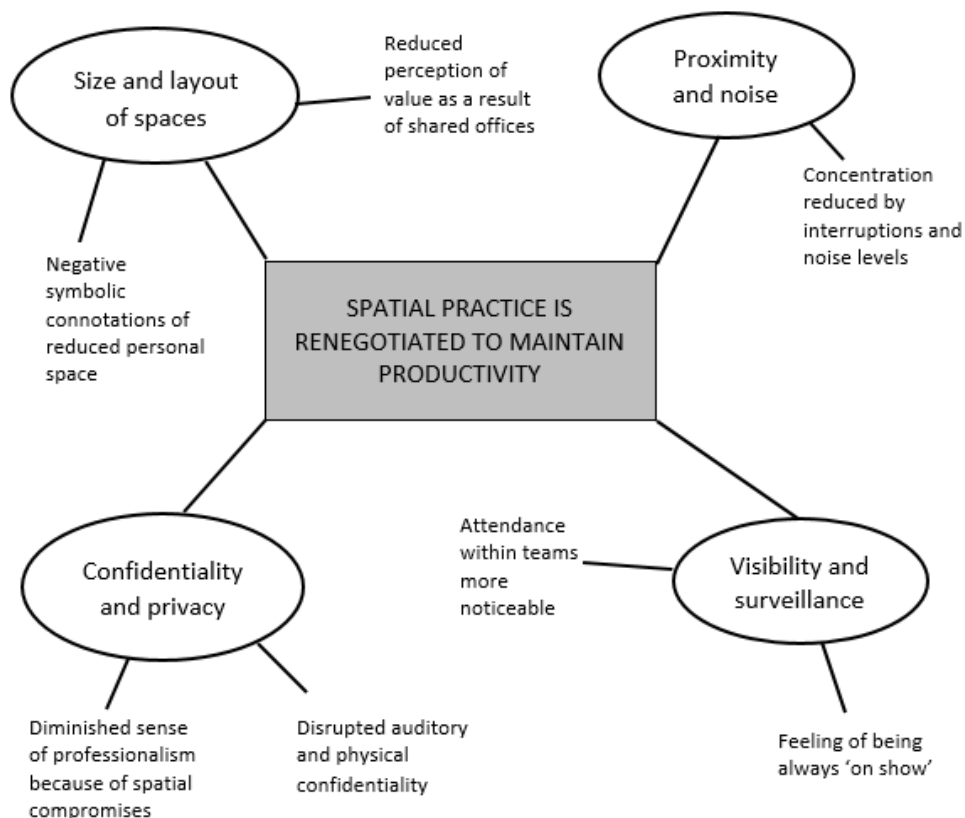 Size and layout
of spaces
Reduced
perception of
value as a result
of shared offices
Proximity
and noise
Concentration
reduced by
interruptions and
noise levels
Negative
symbolic
connotations of
reduced personal
space
SPATIAL PRACTICE IS
RENEGOTIATED TO MAINTAIN
PRODUCTIVITY
Confidentiality
and privacy
Attendance
within teams
more
noticeable
Visibility and
surveillance
Diminished sense
of professionalism
because of spatial
compromises
Disrupted auditory
and physical
confidentiality
Feeling of being
always ‘on show’